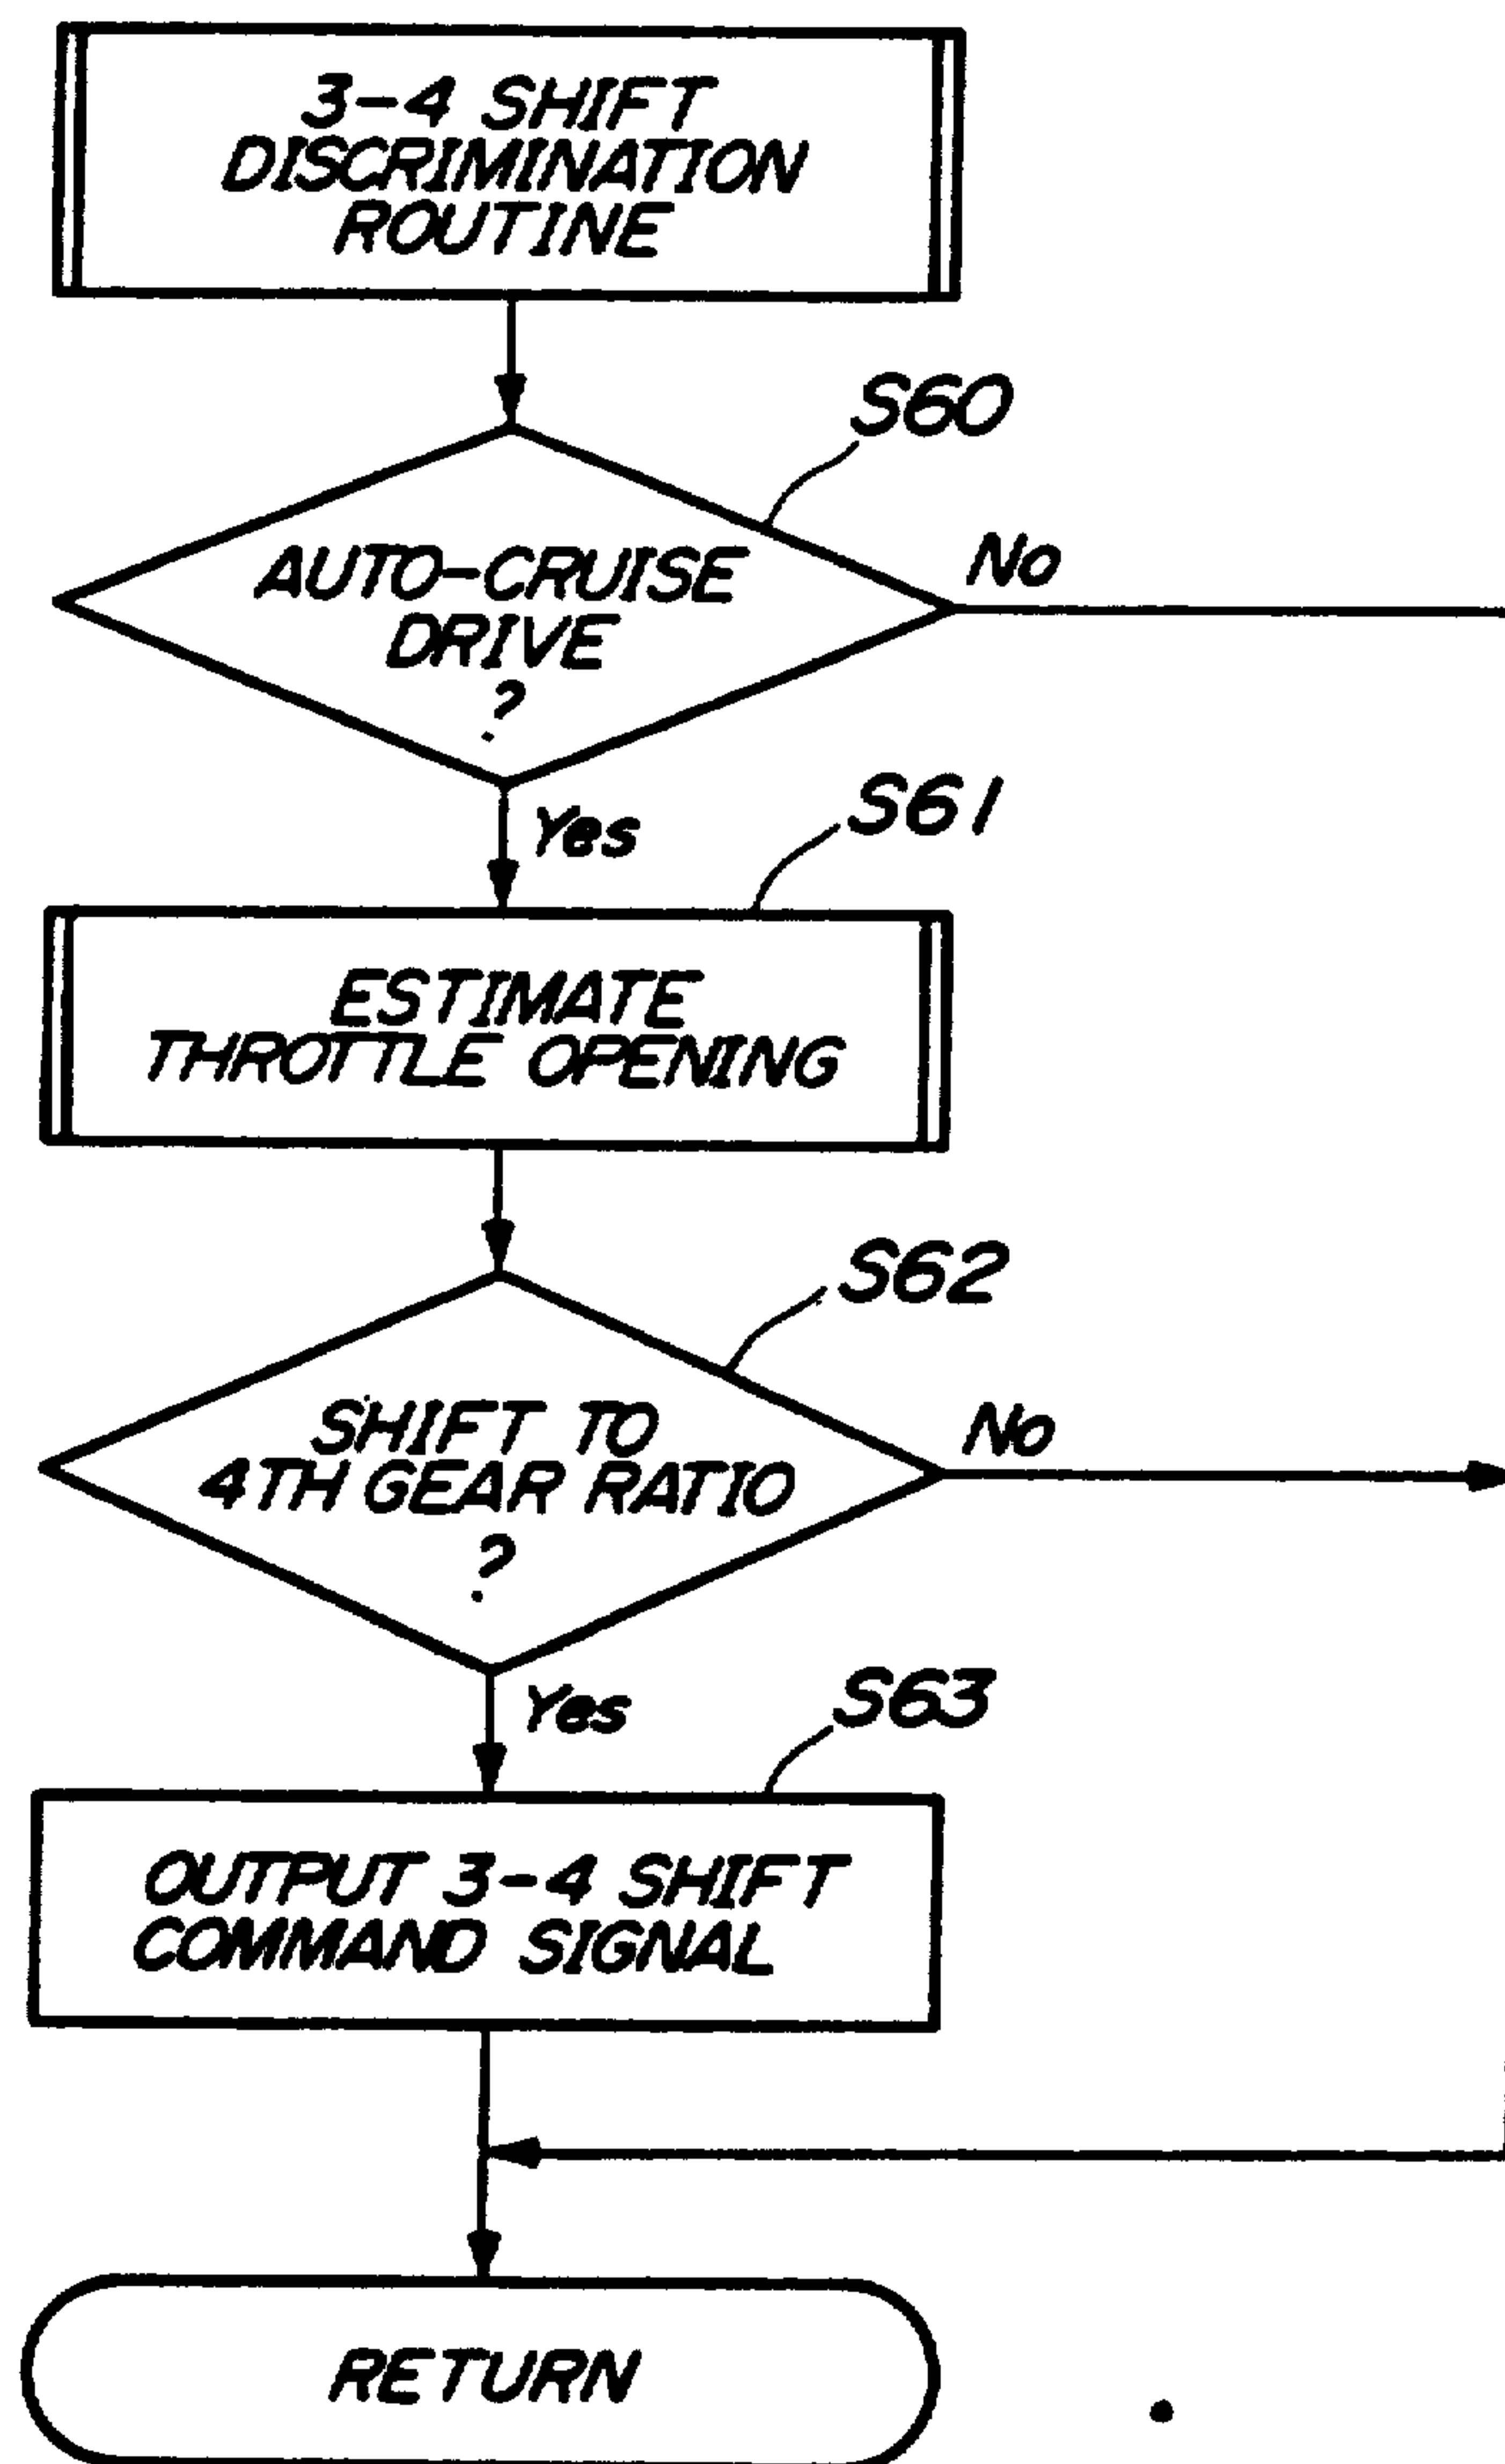 3-4 SHIFT
DISCRIMINATION
ROUTINE
S60
AUTO-CRUISE
DRIVE
?
No
Yes
S61
ESTIMATE
THROTTLE OPENING
S62
SHIFT TO
4TH GEAR RATIO
?
No
Yes
S63
OUTPUT 3-4 SHIFT
COMMAND SIGNAL
RETURN